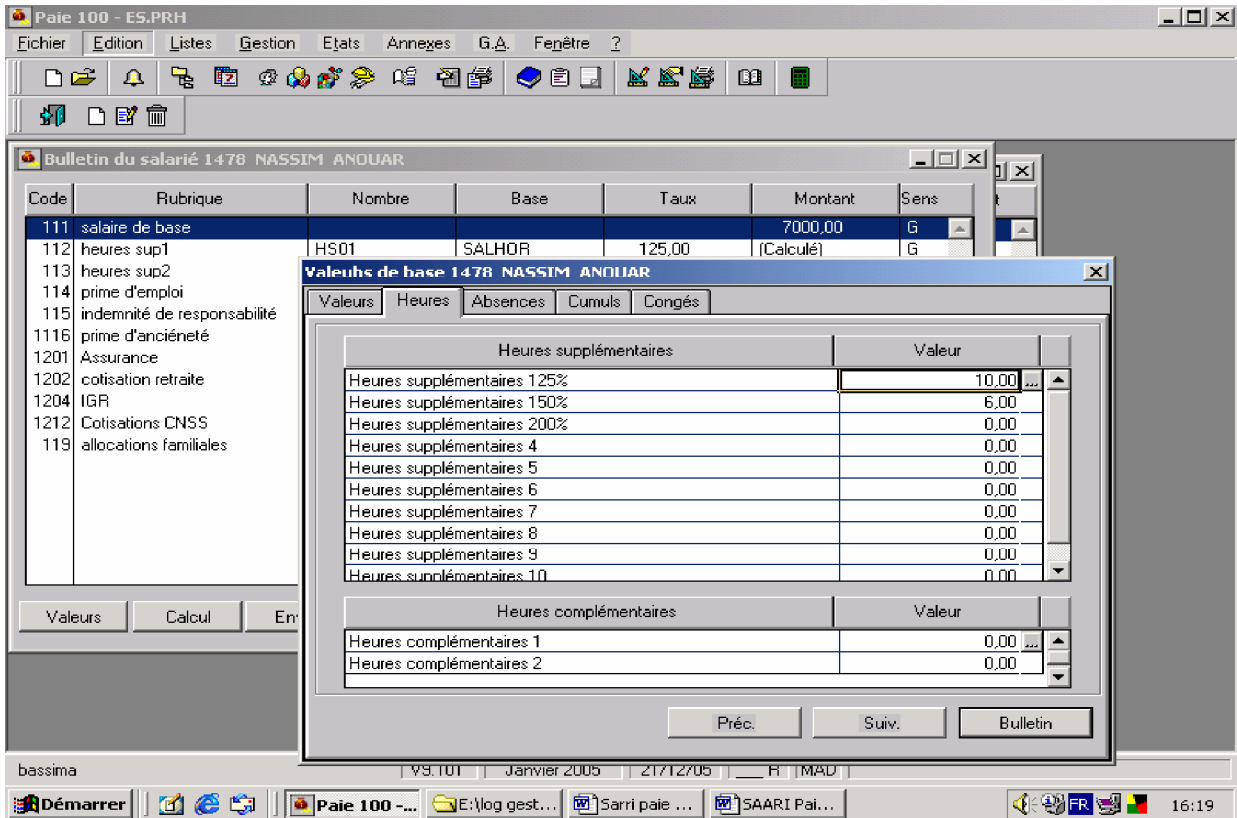 Paie 100 - ES.PRH
Fichier Edition Listes Gestion Etats Annexes G.A. Fenêtre ?
Bulletin du salarié 1478 NASSIM ANOUAR
Code Rubrique Nombre Base Taux Montant Sens
111 salaire de base 7000,00 G
112 heures sup1 HS01 SALHOR 125,00 (Calculé) G
113 heures sup2
114 prime d'emploi
115 indemnité de responsabilité
1116 prime d'anciéneté
1201 Assurance
1202 cotisation retraite
1204 IGR
1212 Cotisations CNSS
119 allocations familiales
Valeurs Calcul En
Valeuhs de base 1478 NASSIM ANOUAR
Valeurs Heures Absences Cumuls Congés
Heures supplémentaires Valeur
Heures supplémentaires 125% 10,00 ...
Heures supplémentaires 150% 6,00
Heures supplémentaires 200% 0,00
Heures supplémentaires 4 0,00
Heures supplémentaires 5 0,00
Heures supplémentaires 6 0,00
Heures supplémentaires 7 0,00
Heures supplémentaires 8 0,00
Heures supplémentaires 9 0,00
Heures supplémentaires 10 0,00
Heures complémentaires Valeur
Heures complémentaires 1 0,00 ...
Heures complémentaires 2 0,00
Préc. Suiv. Bulletin
bassima V9.101 Janvier 2005 21/12/05 ___ R MAD
Démarrer Paie 100 -... E:\log gest... Sarri paie ... SAARI Pai... FR 16:19